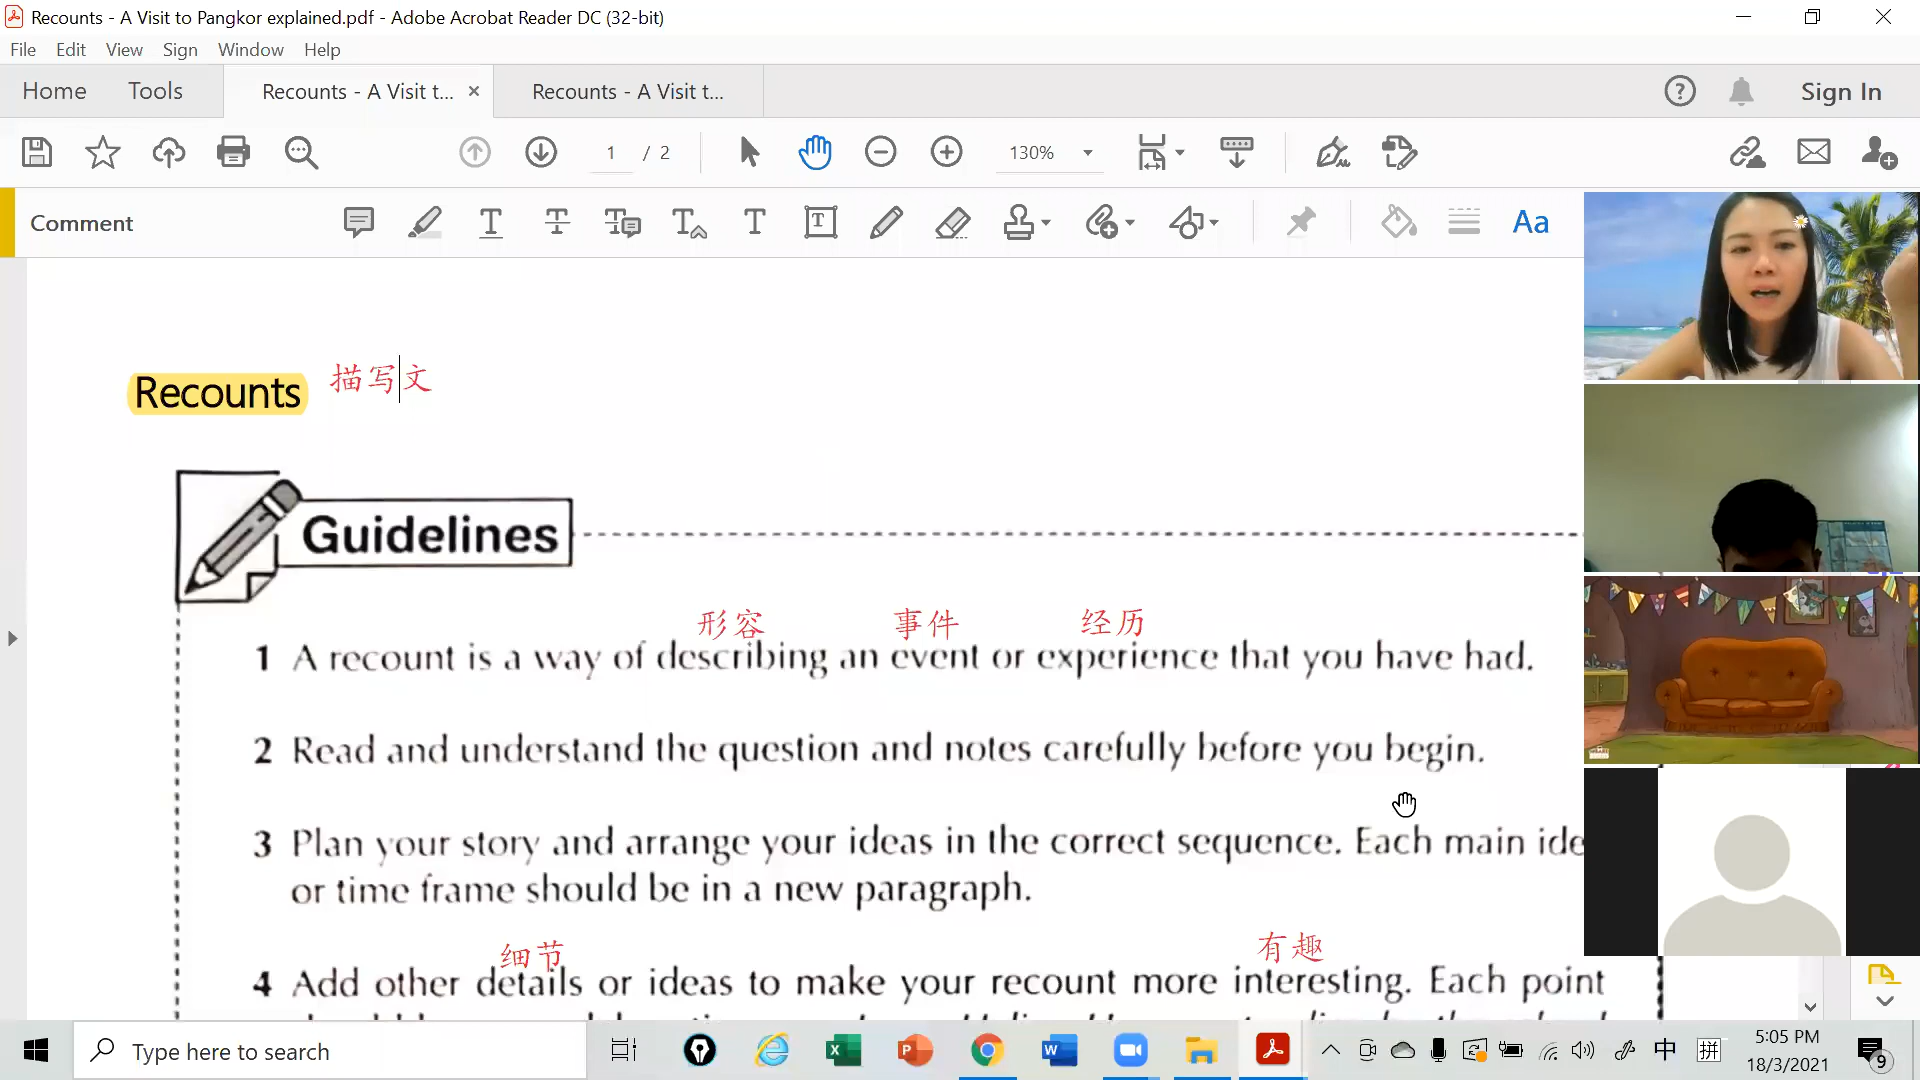 Recounts - A Visit to Pangkor explained.pdf - Adobe Acrobat Reader DC (32-bit)
File Edit View Sign Window Help
Home Tools Recounts - A Visit t... × Recounts - A Visit t... Sign In
1 / 2 130%
Comment
Aa
Recounts 描写文
Guidelines
形容 事件 经历
1 A recount is a way of describing an event or experience that you have had.
2 Read and understand the question and notes carefully before you begin.
3 Plan your story and arrange your ideas in the correct sequence. Each main ide
or time frame should be in a new paragraph.
细节 有趣
4 Add other details or ideas to make your recount more interesting. Each point
Type here to search
中 拼 5:05 PM
18/3/2021 9